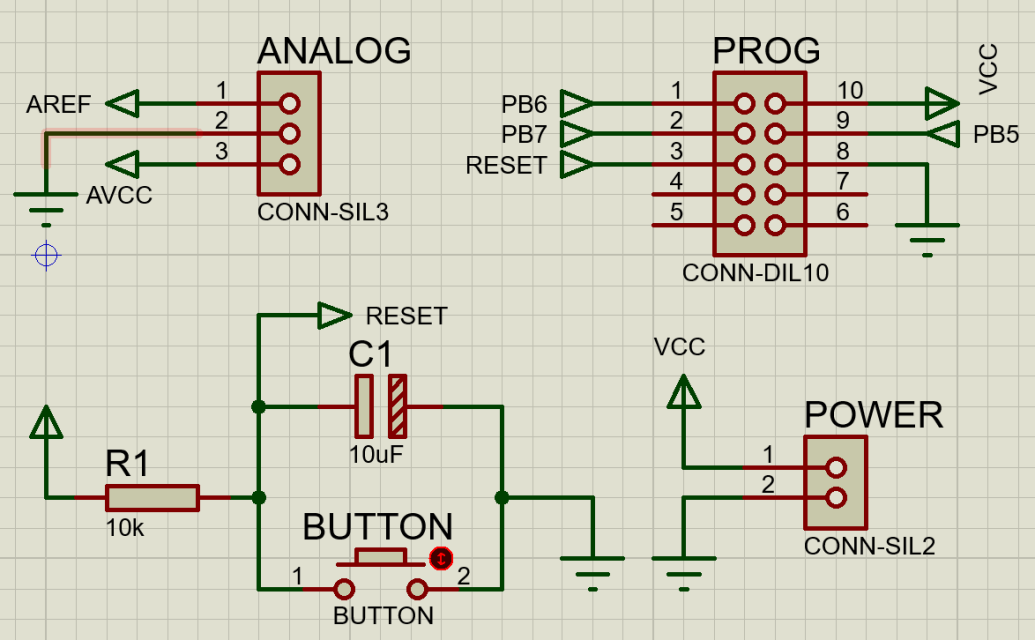 ANALOG
AREF
1
2
3
AVCC
CONN-SIL3
PROG
VCC
PB6 1 10
PB7 2 9 PB5
RESET 3 8
4 7
5 6
CONN-DIL10
RESET
C1
10uF
R1
10k
BUTTON
1 2
BUTTON
VCC
POWER
1
2
CONN-SIL2